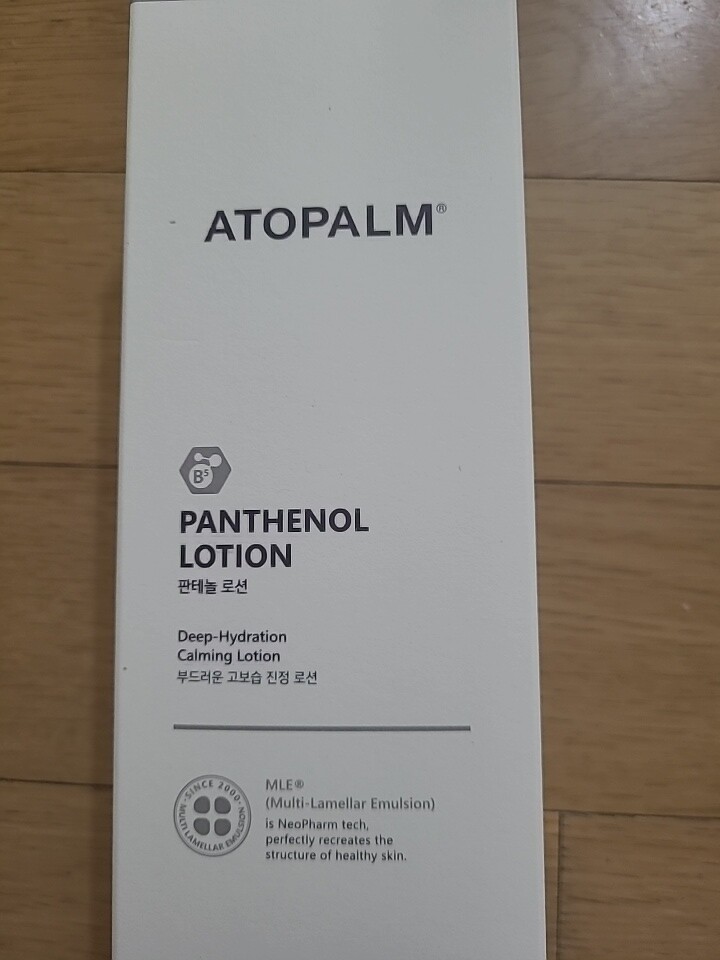 ATOPALM®
B5
PANTHENOL
LOTION
판테놀 로션
Deep-Hydration
Calming Lotion
부드러운 고보습 진정 로션
SINCE 2000
MULTI LAMELLAR EMULSION
MLE®
(Multi-Lamellar Emulsion)
is NeoPharm tech,
perfectly recreates the
structure of healthy skin.